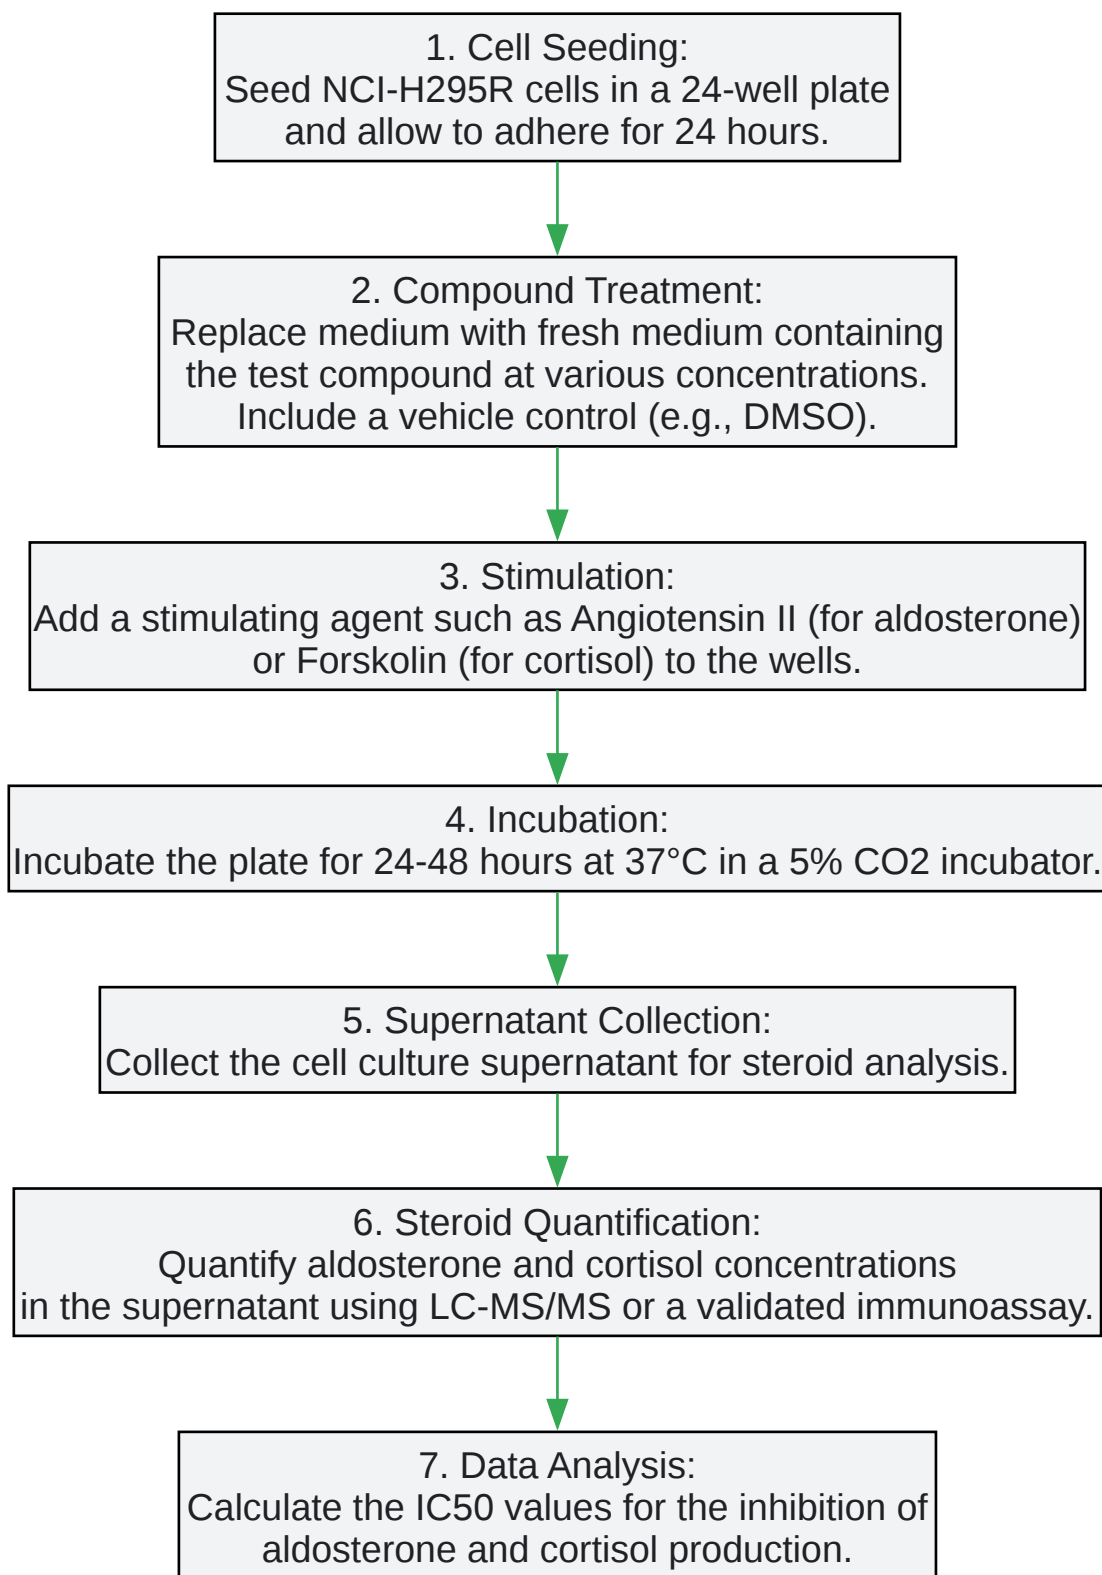 1. Cell Seeding:
Seed NCI-H295R cells in a 24-well plate
and allow to adhere for 24 hours.
2. Compound Treatment:
Replace medium with fresh medium containing
the test compound at various concentrations.
Include a vehicle control (e.g., DMSO).
3. Stimulation:
Add a stimulating agent such as Angiotensin II (for aldosterone)
or Forskolin (for cortisol) to the wells.
4. Incubation:
Incubate the plate for 24-48 hours at 37°C in a 5% CO2 incubator.
5. Supernatant Collection:
Collect the cell culture supernatant for steroid analysis.
6. Steroid Quantification:
Quantify aldosterone and cortisol concentrations
in the supernatant using LC-MS/MS or a validated immunoassay.
7. Data Analysis:
Calculate the IC50 values for the inhibition of
aldosterone and cortisol production.